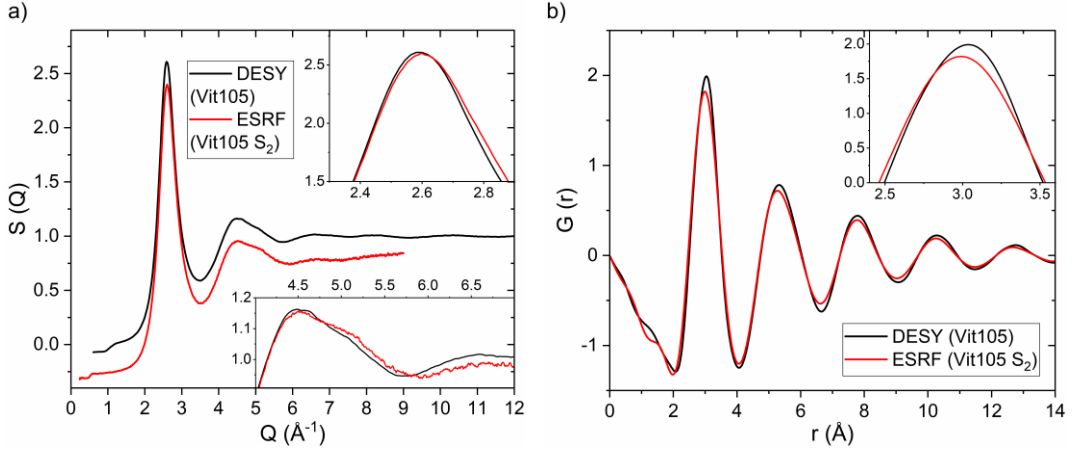 a)
S (Q)
2.5
2.0
1.5
1.0
0.5
0.0
DESY
(Vit105)
ESRF
(Vit105 S₂)
2.5
2.0
1.5
2.4 2.6 2.8
4.5 5.0 5.5 6.0 6.5
1.2
1.1
1.0
0 1 2 3 4 5 6 7 8 9 10 11 12
Q (Å⁻¹)
b)
G (r)
2
1
0
-1
2.0
1.5
1.0
0.5
0.0
2.5 3.0 3.5
DESY (Vit105)
ESRF (Vit105 S₂)
0 2 4 6 8 10 12 14
r (Å)